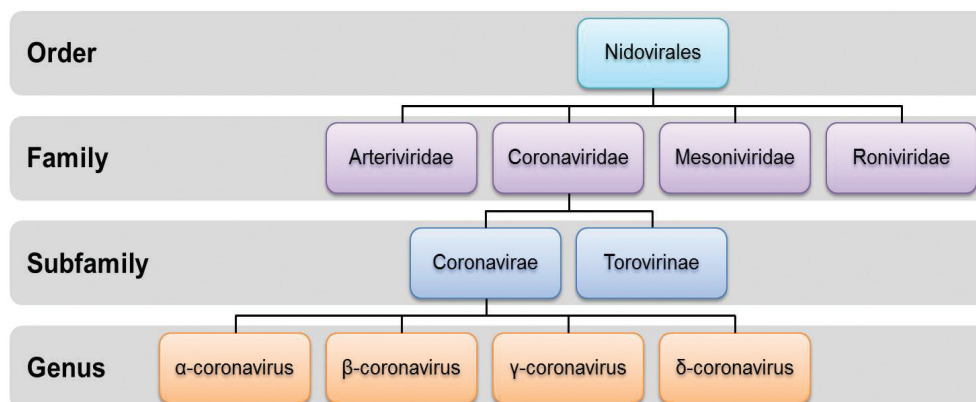 Order
Nidovirales
Family
Arteriviridae
Coronaviridae
Mesoniviridae
Roniviridae
Subfamily
Coronavirae
Torovirinae
Genus
α-coronavirus
β-coronavirus
γ-coronavirus
δ-coronavirus